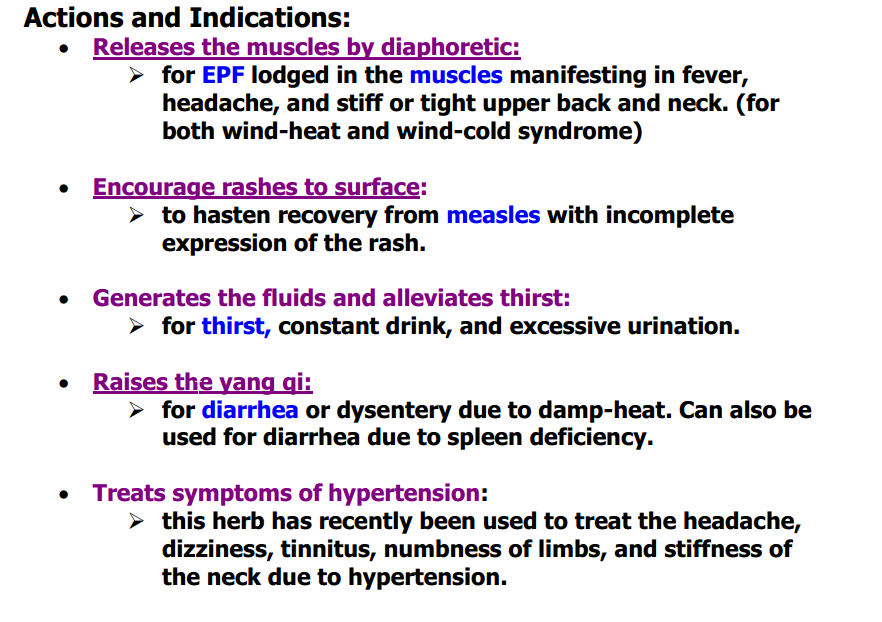 Actions and Indications:
• Releases the muscles by diaphoretic:
➢ for EPF lodged in the muscles manifesting in fever,
headache, and stiff or tight upper back and neck. (for
both wind-heat and wind-cold syndrome)
• Encourage rashes to surface:
➢ to hasten recovery from measles with incomplete
expression of the rash.
• Generates the fluids and alleviates thirst:
➢ for thirst, constant drink, and excessive urination.
• Raises the yang qi:
➢ for diarrhea or dysentery due to damp-heat. Can also be
used for diarrhea due to spleen deficiency.
• Treats symptoms of hypertension:
➢ this herb has recently been used to treat the headache,
dizziness, tinnitus, numbness of limbs, and stiffness of
the neck due to hypertension.